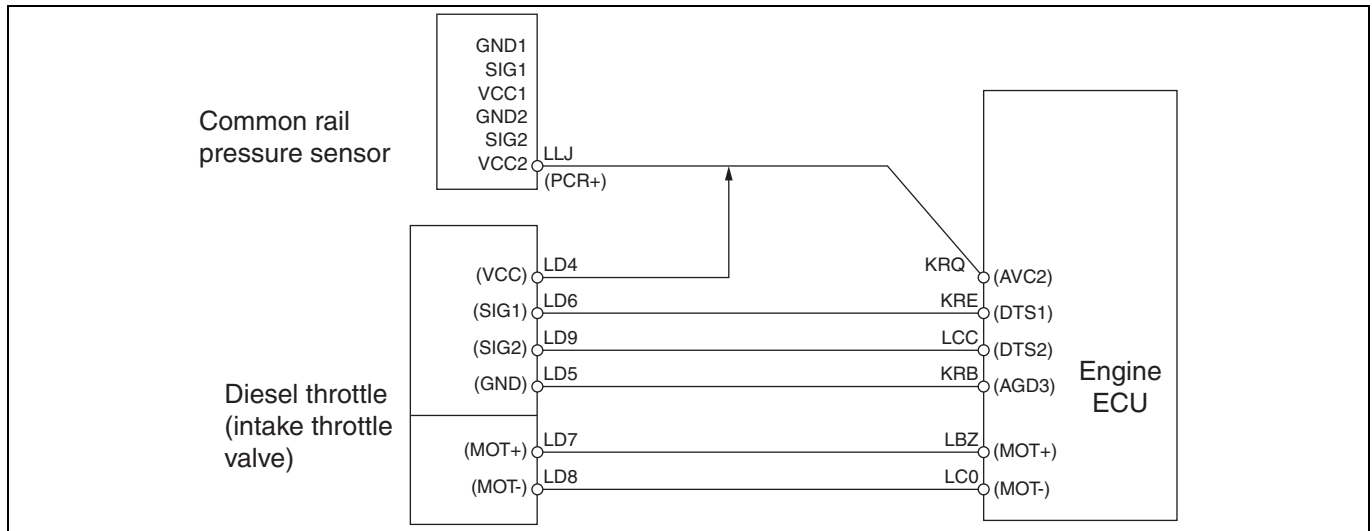 GND1
SIG1
VCC1
GND2
SIG2
VCC2
Common rail
pressure sensor
LLJ
(PCR+)
(VCC) LD4 KRQ (AVC2)
(SIG1) LD6 KRE (DTS1)
(SIG2) LD9 LCC (DTS2)
(GND) LD5 KRB (AGD3)
Diesel throttle
(intake throttle
valve)
Engine
ECU
(MOT+) LD7 LBZ (MOT+)
(MOT-) LD8 LC0 (MOT-)